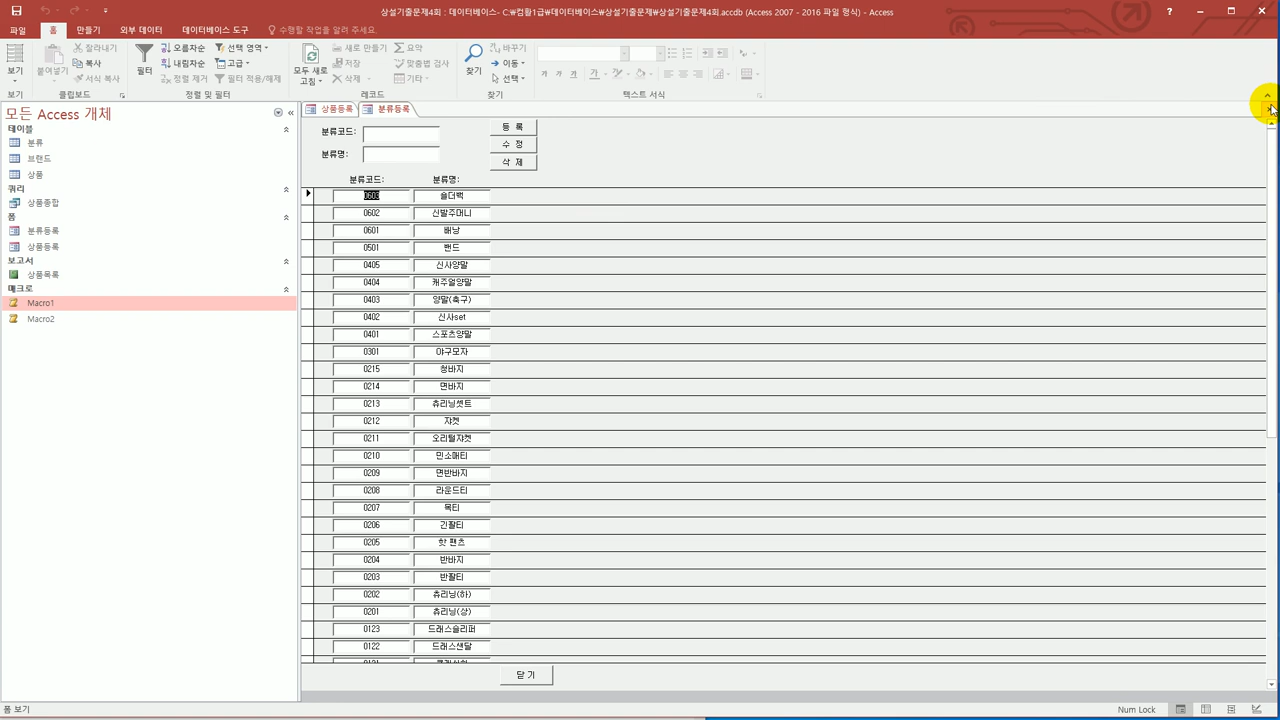 상설기출문제4회 : 데이터베이스- C:₩컴활1급₩데이터베이스₩상설기출문제₩상설기출문제4회.accdb (Access 2007 - 2016 파일 형식) - Access
파일 홈 만들기 외부 데이터 데이터베이스 도구 수행할 작업을 알려 주세요.
보기
붙여넣기
잘라내기
복사
서식 복사
클립보드
필터
오름차순
내림차순
정렬 제거
선택 영역
고급
필터 적용/해제
정렬 및 필터
모두 새로 고침
새로 만들기
저장
삭제
요약
맞춤법 검사
기타
레코드
찾기
바꾸기
이동
선택
찾기
가 가 가
텍스트 서식
모든 Access 개체
테이블
분류
브랜드
상품
쿼리
상품종합
폼
분류등록
상품등록
보고서
상품목록
매크로
Macro1
Macro2
상품등록 분류등록
분류코드:
분류명:
등 록
수 정
삭 제
분류코드: 분류명:
0603 숄더백
0602 신발주머니
0601 배낭
0501 밴드
0405 신사양말
0404 캐주얼양말
0403 양말(축구)
0402 신사set
0401 스포츠양말
0301 야구모자
0215 청바지
0214 면바지
0213 츄리닝셋트
0212 쟈켓
0211 오리털쟈켓
0210 민소매티
0209 면반바지
0208 라운드티
0207 목티
0206 긴팔티
0205 핫 팬츠
0204 반바지
0203 반팔티
0202 츄리닝(하)
0201 츄리닝(상)
0123 드래스슬리퍼
0122 드래스샌달
닫 기
폼 보기
Num Lock